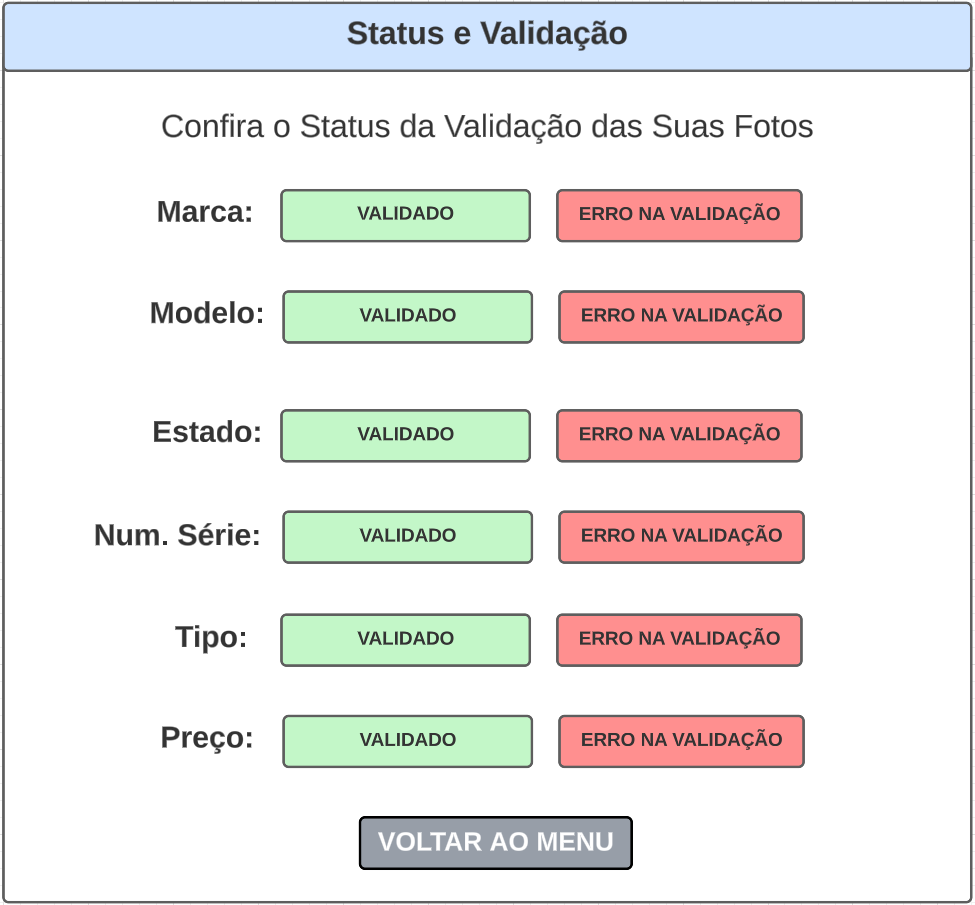 Status e Validação
Confira o Status da Validação das Suas Fotos
Marca: VALIDADO ERRO NA VALIDAÇÃO
Modelo: VALIDADO ERRO NA VALIDAÇÃO
Estado: VALIDADO ERRO NA VALIDAÇÃO
Num. Série: VALIDADO ERRO NA VALIDAÇÃO
Tipo: VALIDADO ERRO NA VALIDAÇÃO
Preço: VALIDADO ERRO NA VALIDAÇÃO
VOLTAR AO MENU